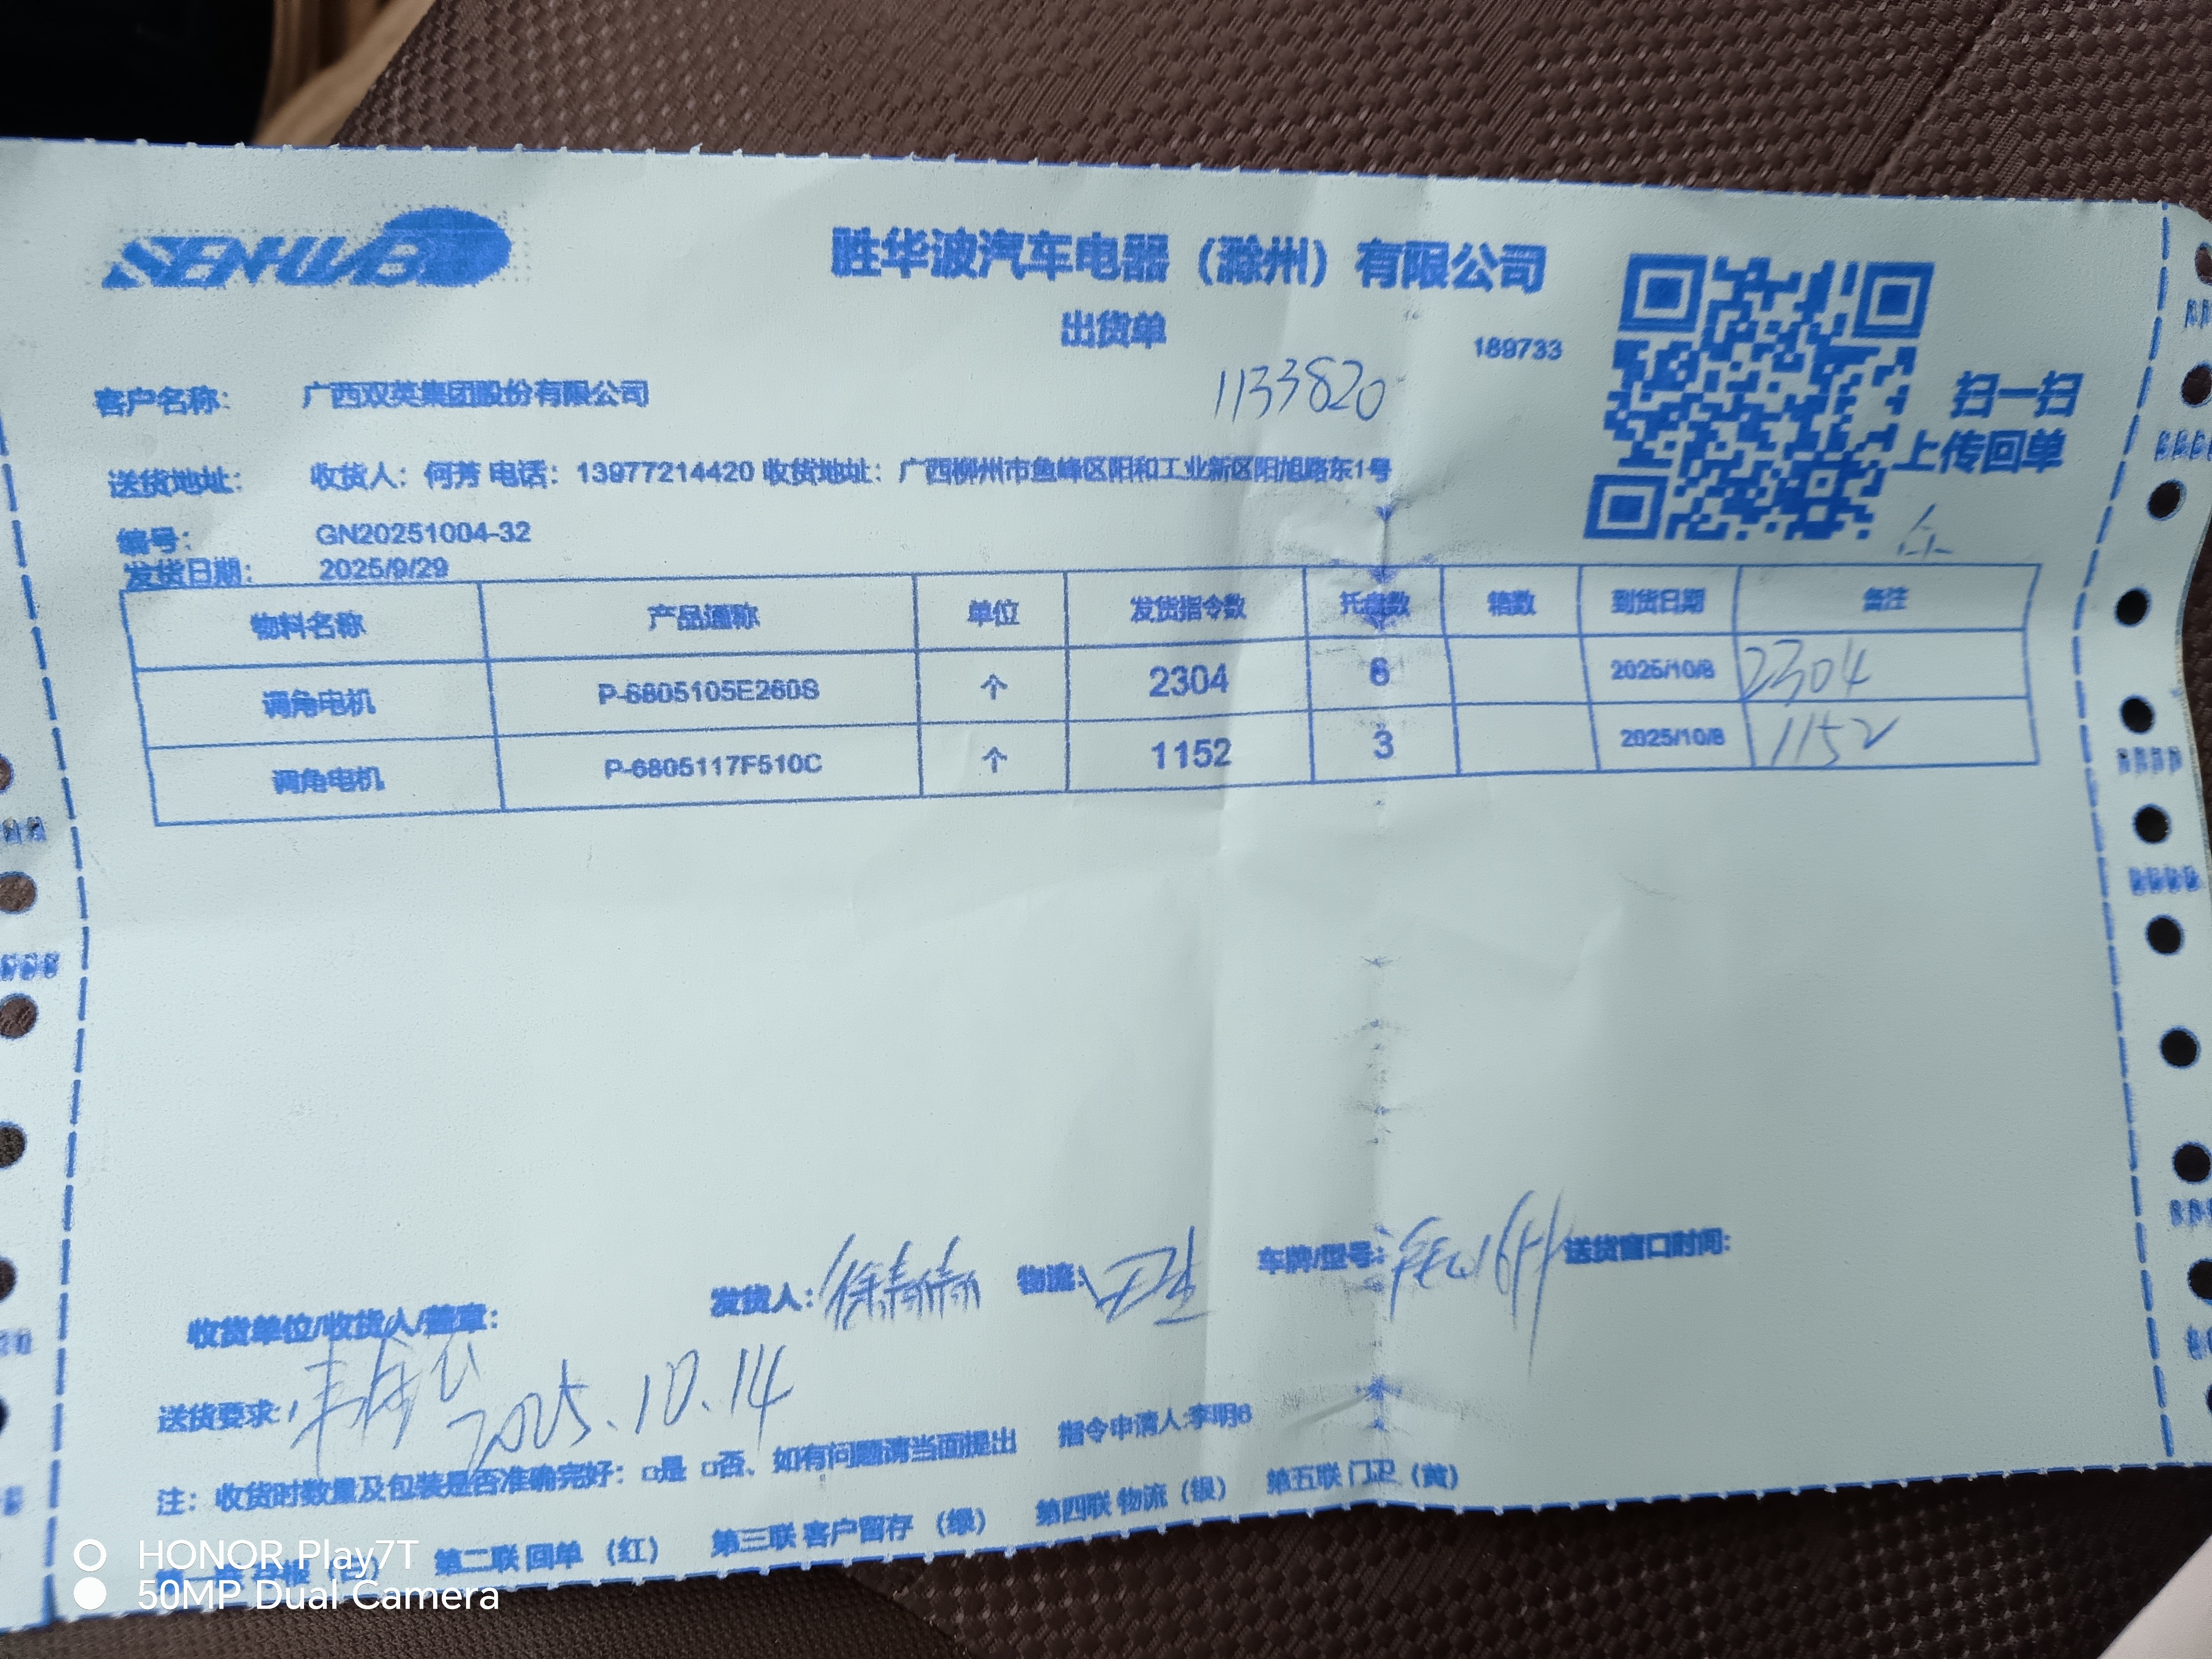 SENHWBO
胜华波汽车电器（滁州）有限公司
出货单
189733
1133820
扫一扫
上传回单
客户名称： 广西双英集团股份有限公司
送货地址： 收货人：何芳 电话：13977214420 收货地址：广西柳州市鱼峰区阳和工业新区阳旭路东1号
编号： GN20251004-32
发货日期： 2025/9/29
物料名称 产品通称 单位 发货指令数 托盘数 箱数 到货日期 备注
调角电机 P-6805105E260S 个 2304 6 2025/10/8 2304
调角电机 P-6805117F510C 个 1152 3 2025/10/8 1152
收货单位/收货人/盖章： 发货人： 物流： 车牌/型号： 送货窗口时间:
送货要求: 2025.10.14
注：收货时数量及包装是否准确完好：□是 □否、如有问题请当面提出 指令申请人:李明6
第二联 回单 （红） 第三联 客户留存 （绿） 第四联 物流（银） 第五联 门卫（黄）
HONOR Play7T
50MP Dual Camera